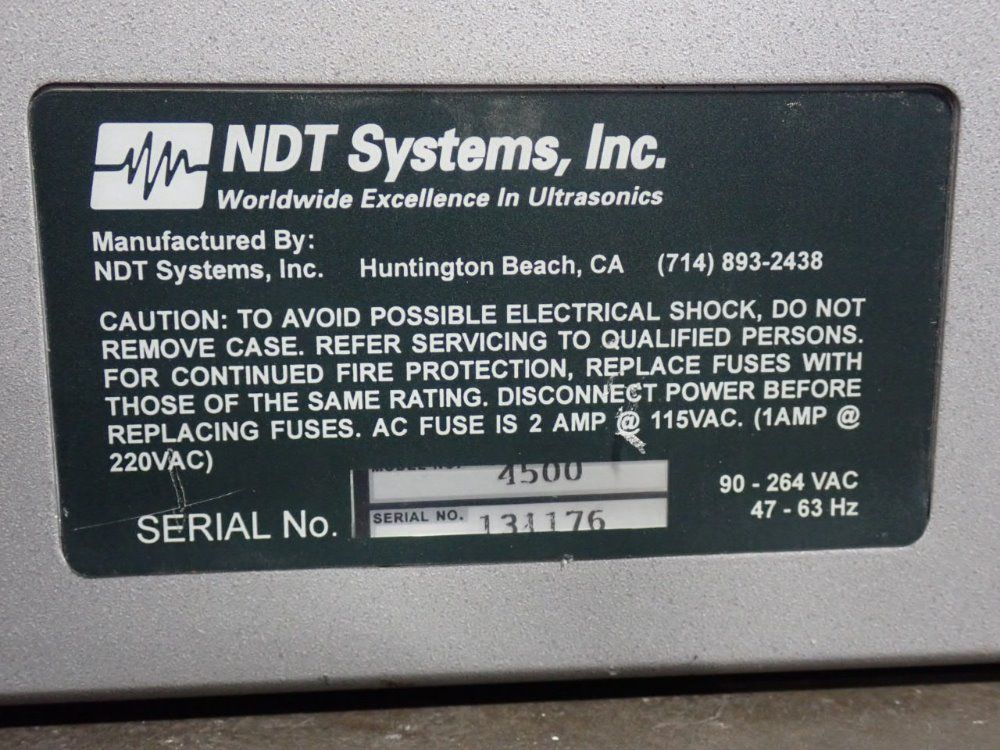 NDT Systems, Inc.
Worldwide Excellence In Ultrasonics
Manufactured By:
NDT Systems, Inc. Huntington Beach, CA (714) 893-2438
CAUTION: TO AVOID POSSIBLE ELECTRICAL SHOCK, DO NOT
REMOVE CASE. REFER SERVICING TO QUALIFIED PERSONS.
FOR CONTINUED FIRE PROTECTION, REPLACE FUSES WITH
THOSE OF THE SAME RATING. DISCONNECT POWER BEFORE
REPLACING FUSES. AC FUSE IS 2 AMP @ 115VAC. (1AMP @
220VAC)
MODEL NO. 4500
90 - 264 VAC
SERIAL No. SERIAL NO. 131176
47 - 63 Hz